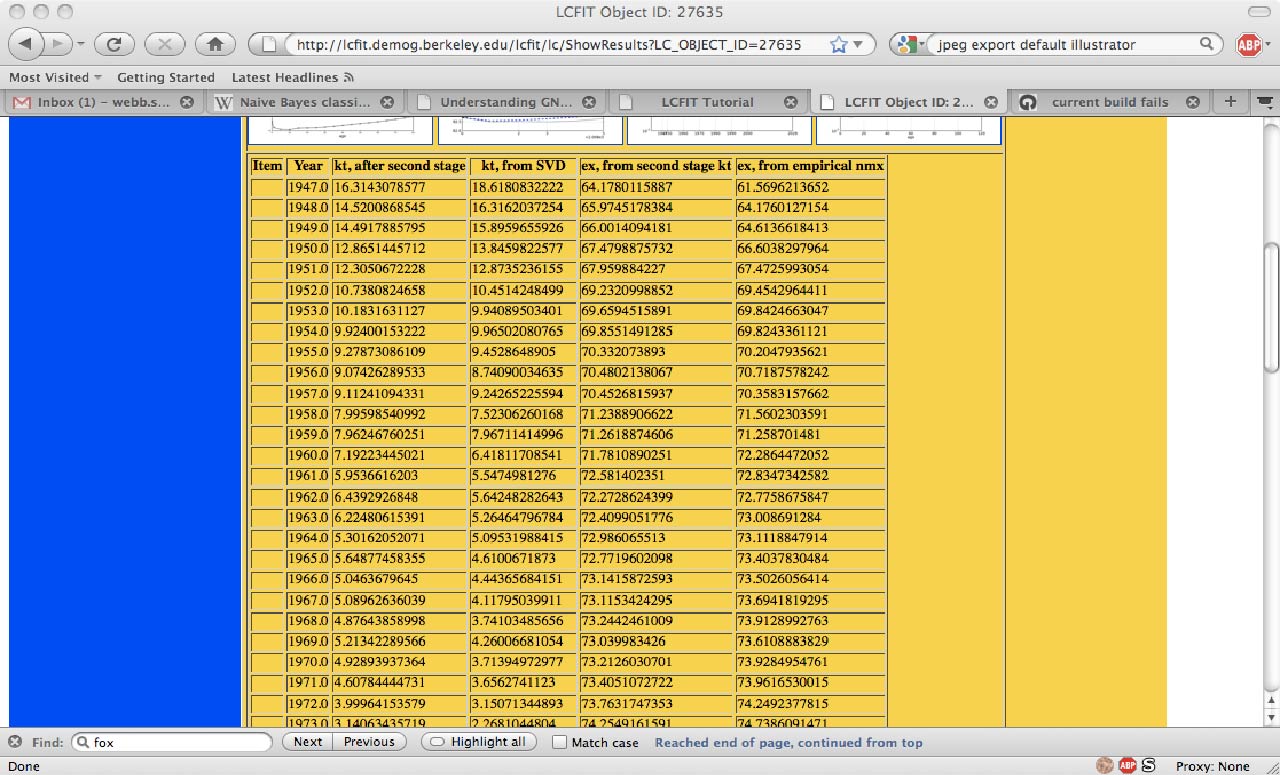 LCFIT Object ID: 27635
http://lcfit.demog.berkeley.edu/lcfit/lc/ShowResults?LC_OBJECT_ID=27635 jpeg export default illustrator ABP
Most Visited Getting Started Latest Headlines
Inbox (1) – webb.s... Naive Bayes classi... Understanding GN... LCFIT Tutorial LCFIT Object ID: 2... current build fails
Item Year kt, after second stage kt, from SVD ex, from second stage kt ex, from empirical nmx
1947.0 16.3143078577 18.6180832222 64.1780115887 61.5696213652
1948.0 14.5200868545 16.3162037254 65.9745178384 64.1760127154
1949.0 14.4917885795 15.8959655926 66.0014094181 64.6136618413
1950.0 12.8651445712 13.8459822577 67.4798875732 66.6038297964
1951.0 12.3050672228 12.8735236155 67.959884227 67.4725993054
1952.0 10.7380824658 10.4514248499 69.2320998852 69.4542964411
1953.0 10.1831631127 9.94089503401 69.6594515891 69.8424663047
1954.0 9.92400153222 9.96502080765 69.8551491285 69.8243361121
1955.0 9.27873086109 9.4528648905 70.332073893 70.2047935621
1956.0 9.07426289533 8.74090034635 70.4802138067 70.7187578242
1957.0 9.11241094331 9.24265225594 70.4526815937 70.3583157662
1958.0 7.99598540992 7.52306260168 71.2388906622 71.5602303591
1959.0 7.96246760251 7.96711414996 71.2618874606 71.258701481
1960.0 7.19223445021 6.41811708541 71.7810890251 72.2864472052
1961.0 5.9536616203 5.5474981276 72.581402351 72.8347342582
1962.0 6.4392926848 5.64248282643 72.2728624399 72.7758675847
1963.0 6.22480615391 5.26464796784 72.4099051776 73.008691284
1964.0 5.30162052071 5.09531988415 72.986065513 73.1118847914
1965.0 5.64877458355 4.6100671873 72.7719602098 73.4037830484
1966.0 5.0463679645 4.44365684151 73.1415872593 73.5026056414
1967.0 5.08962636039 4.11795039911 73.1153424295 73.6941819295
1968.0 4.87643858998 3.74103485656 73.2442461009 73.9128992763
1969.0 5.21342289566 4.26006681054 73.039983426 73.6108883829
1970.0 4.92893937364 3.71394972977 73.2126030701 73.9284954761
1971.0 4.60784444731 3.6562741123 73.4051072722 73.9616530015
1972.0 3.99964153579 3.15071344893 73.7631747353 74.2492377815
1973.0 3.14063435719 2.2681044804 74.2549161591 74.7386091471
Find: fox Next Previous Highlight all Match case Reached end of page, continued from top
Done ABP S Proxy: None